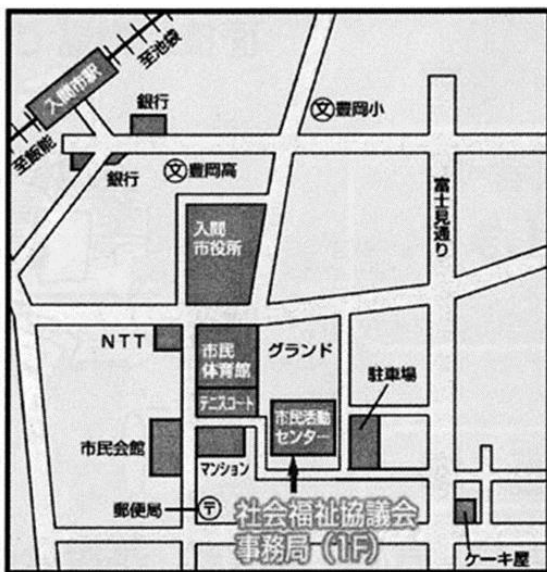 至池袋
入間市駅
至飯能
銀行
銀行
文 豊岡小
文 豊岡高
富士見通り
入間
市役所
NTT
市民
体育館
グランド
テニスコート
駐車場
市民活動
センター
市民会館
マンション
郵便局
〒
社会福祉協議会
事務局（1F）
ケーキ屋